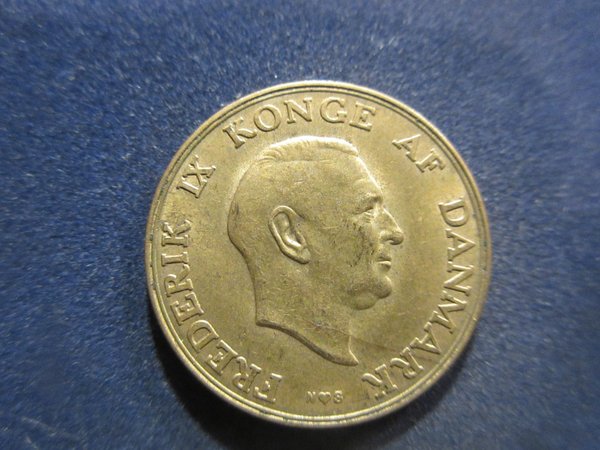 FREDERIK IX KONGE AF DANMARK
N♥S